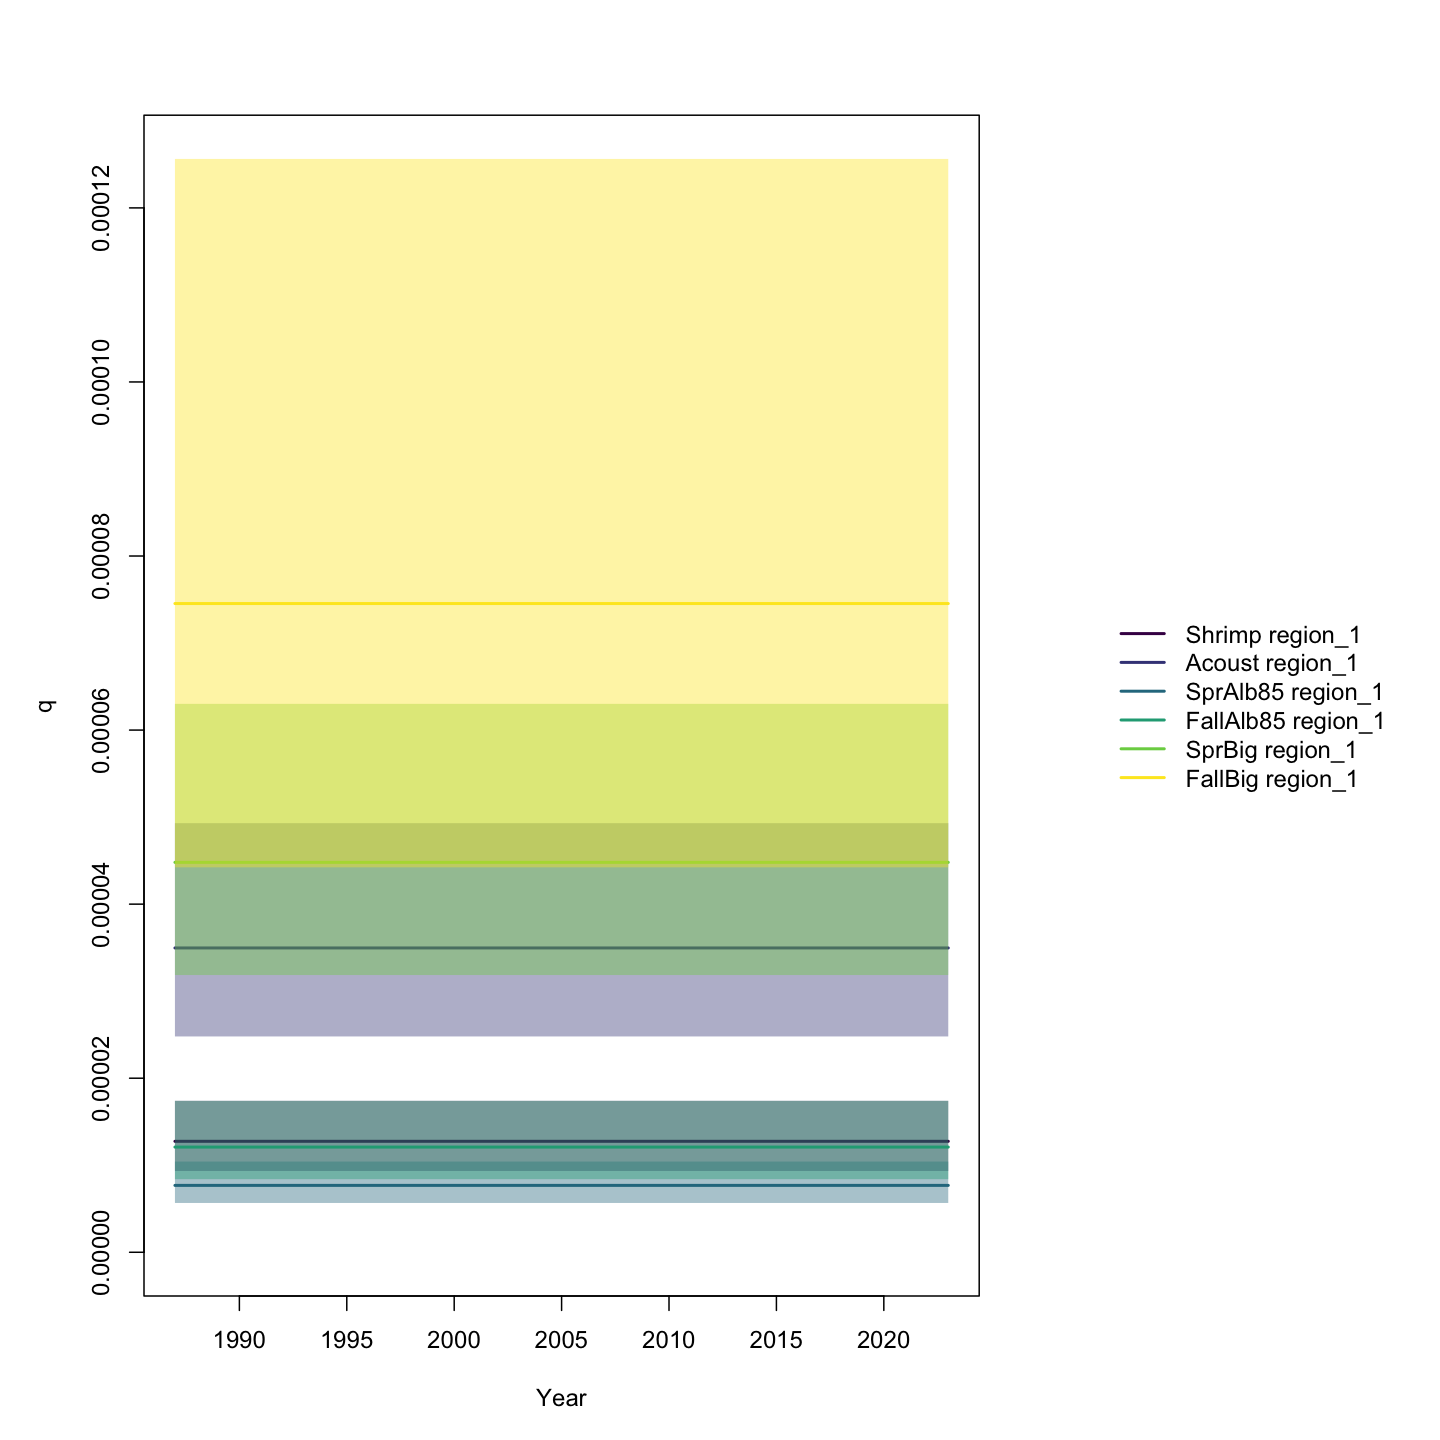 0.00012
0.00010
0.00008
0.00006
0.00004
0.00002
0.00000
q
1990 1995 2000 2005 2010 2015 2020
Year
Shrimp region_1
Acoust region_1
SprAlb85 region_1
FallAlb85 region_1
SprBig region_1
FallBig region_1